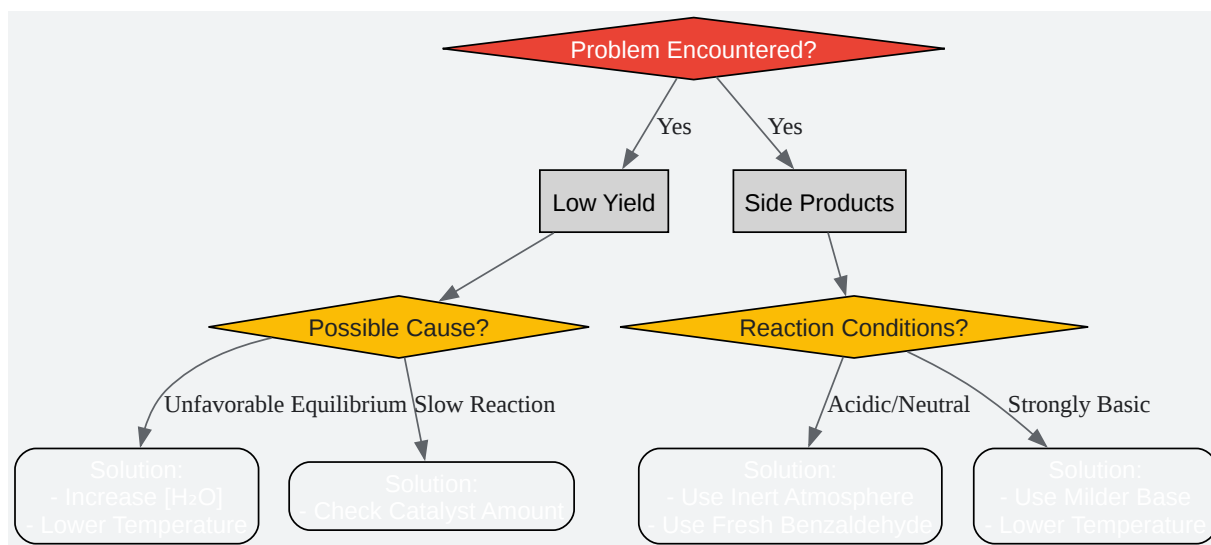 Problem Encountered?
Yes
Yes
Low Yield
Side Products
Possible Cause?
Reaction Conditions?
Unfavorable Equilibrium
Slow Reaction
Acidic/Neutral
Strongly Basic
Solution:
- Increase [H₂O]
- Lower Temperature
Solution:
- Check Catalyst Amount
Solution:
- Use Inert Atmosphere
- Use Fresh Benzaldehyde
Solution:
- Use Milder Base
- Lower Temperature